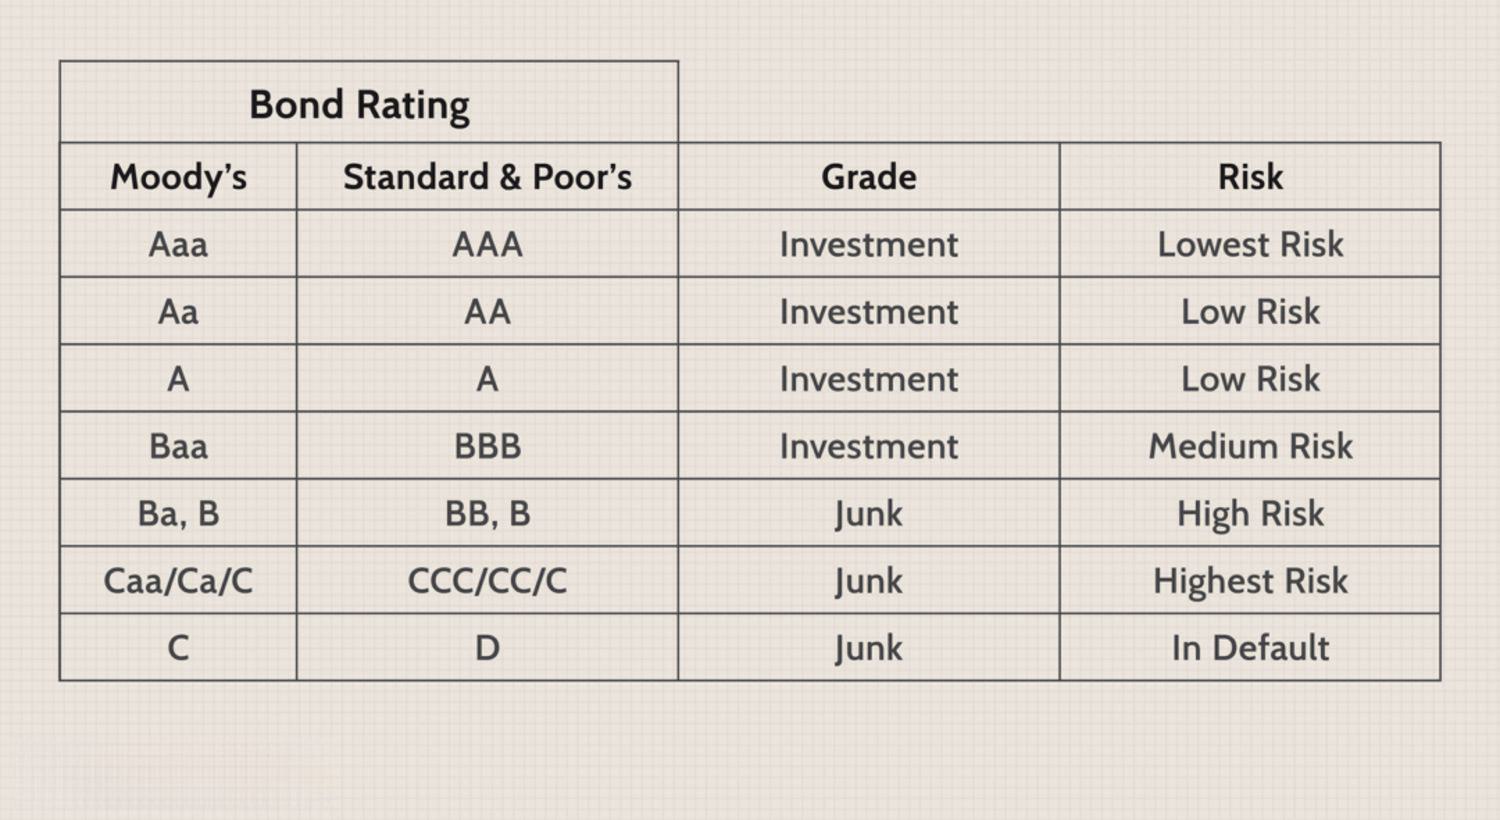 Bond Rating
Moody’s Standard & Poor’s Grade Risk
Aaa AAA Investment Lowest Risk
Aa AA Investment Low Risk
A A Investment Low Risk
Baa BBB Investment Medium Risk
Ba, B BB, B Junk High Risk
Caa/Ca/C CCC/CC/C Junk Highest Risk
C D Junk In Default